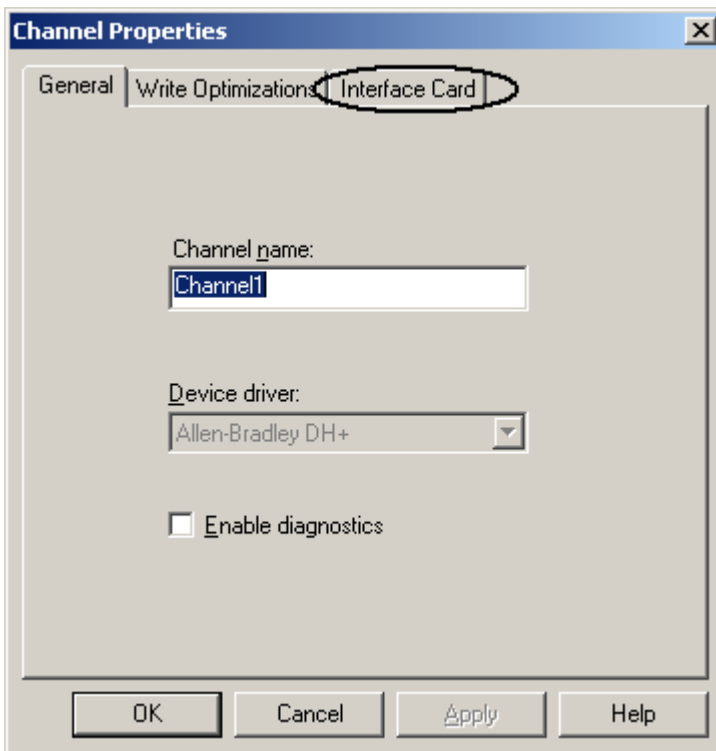 Channel Properties
General Write Optimizations Interface Card
Channel name:
Channel1
Device driver:
Allen-Bradley DH+
Enable diagnostics
OK Cancel Apply Help